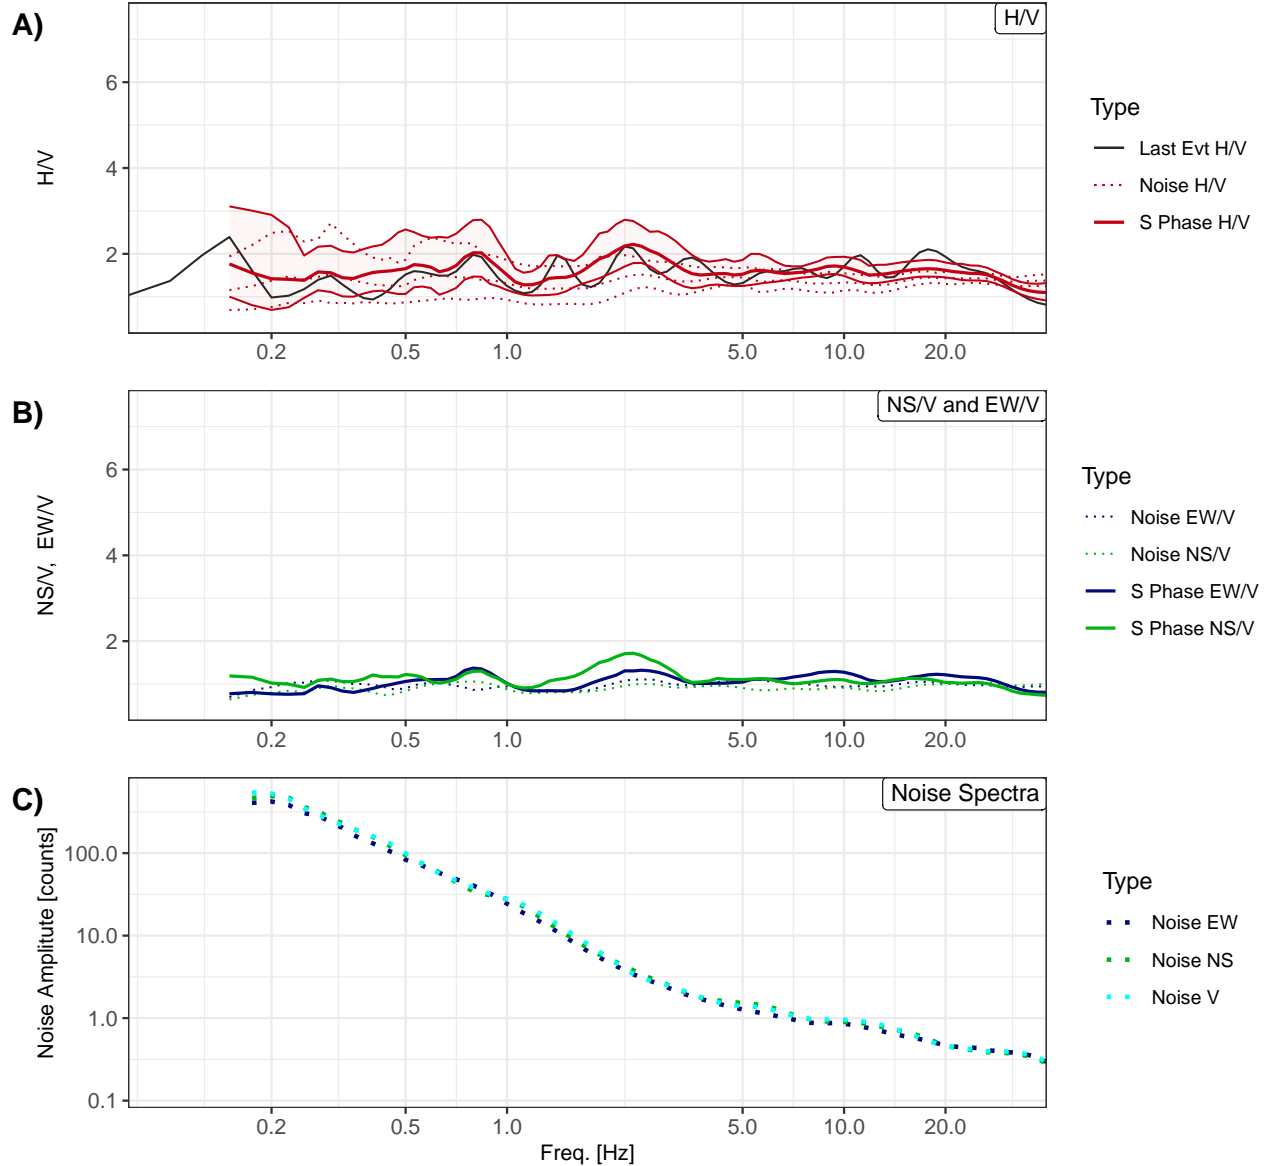 A)
H/V
6
4
2
H/V
0.2 0.5 1.0 5.0 10.0 20.0
Type
Last Evt H/V
Noise H/V
S Phase H/V
B)
NS/V and EW/V
6
4
2
NS/V,  EW/V
0.2 0.5 1.0 5.0 10.0 20.0
Type
Noise EW/V
Noise NS/V
S Phase EW/V
S Phase NS/V
C)
Noise Spectra
100.0
10.0
1.0
0.1
Noise Amplitute [counts]
0.2 0.5 1.0 5.0 10.0 20.0
Freq. [Hz]
Type
Noise EW
Noise NS
Noise V